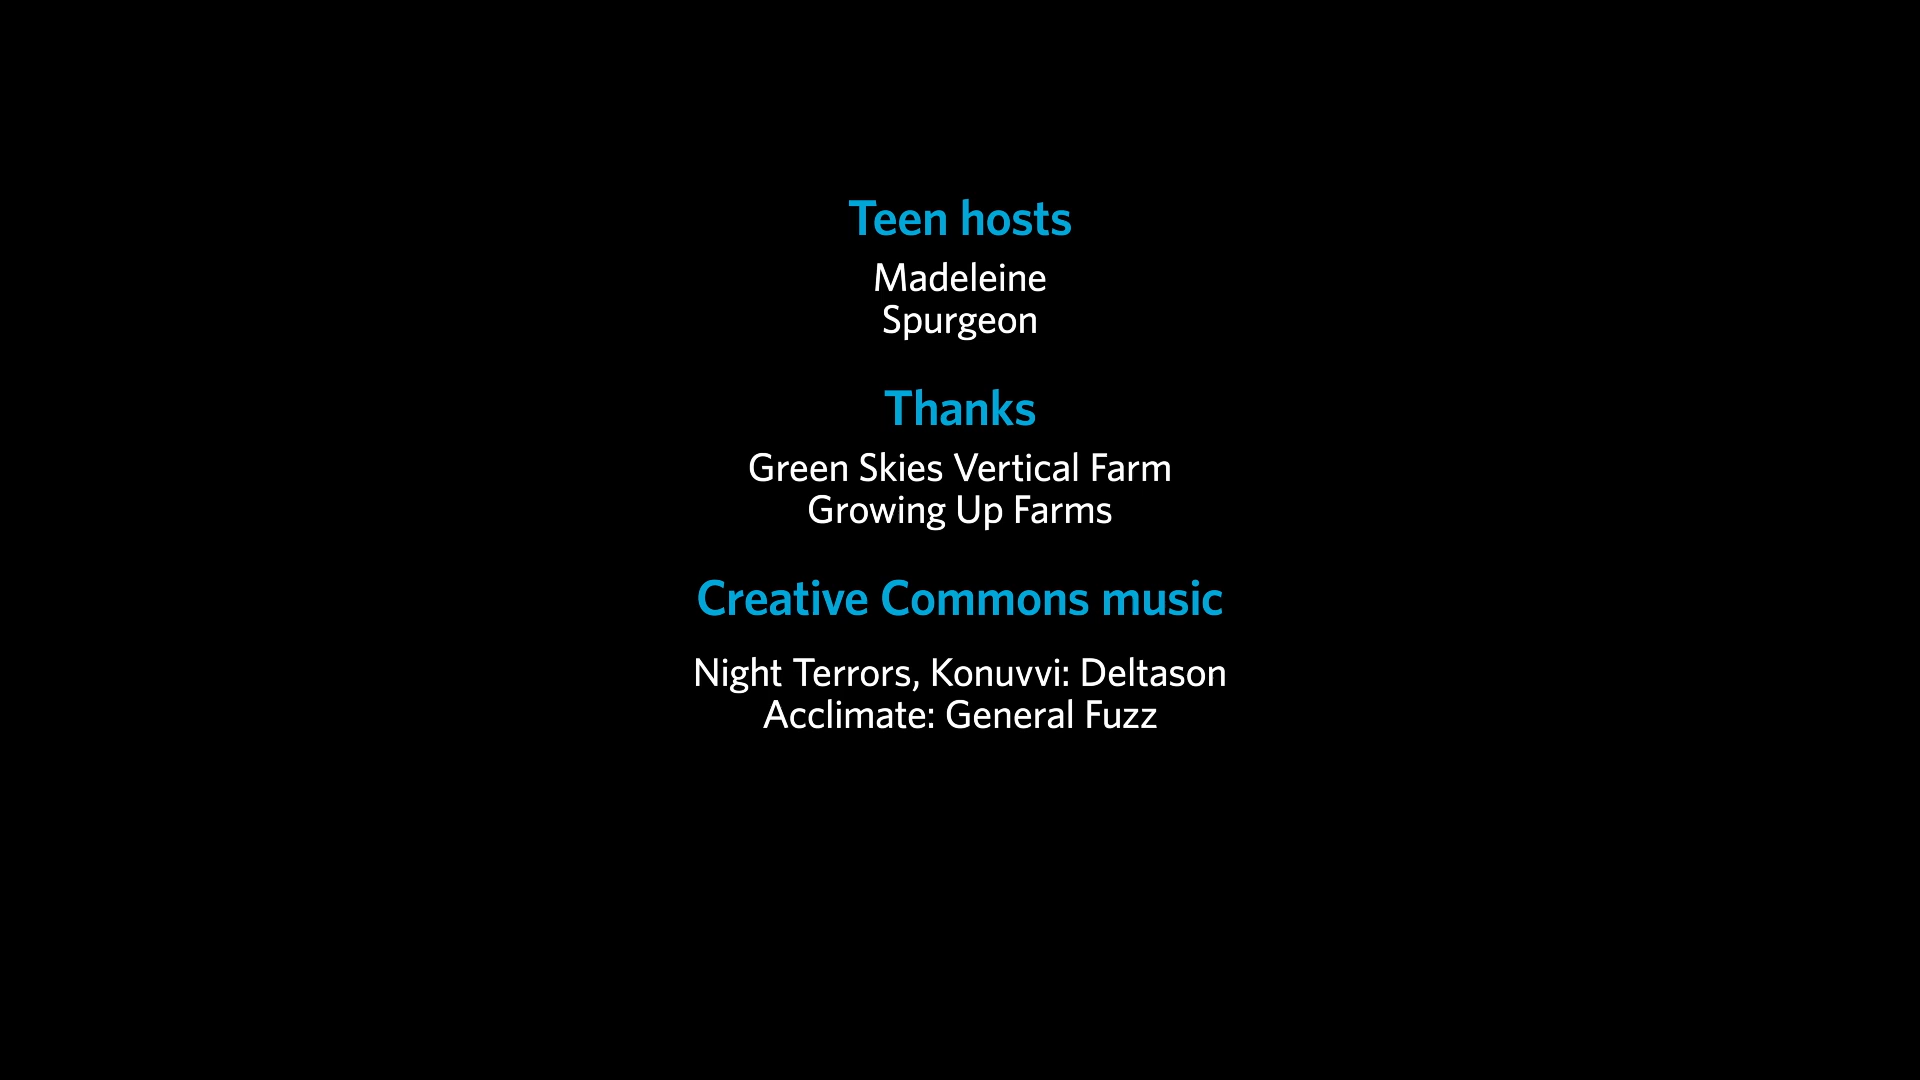 Teen hosts
Madeleine
Spurgeon
Thanks
Green Skies Vertical Farm
Growing Up Farms
Creative Commons music
Night Terrors, Konuvvi: Deltason
Acclimate: General Fuzz